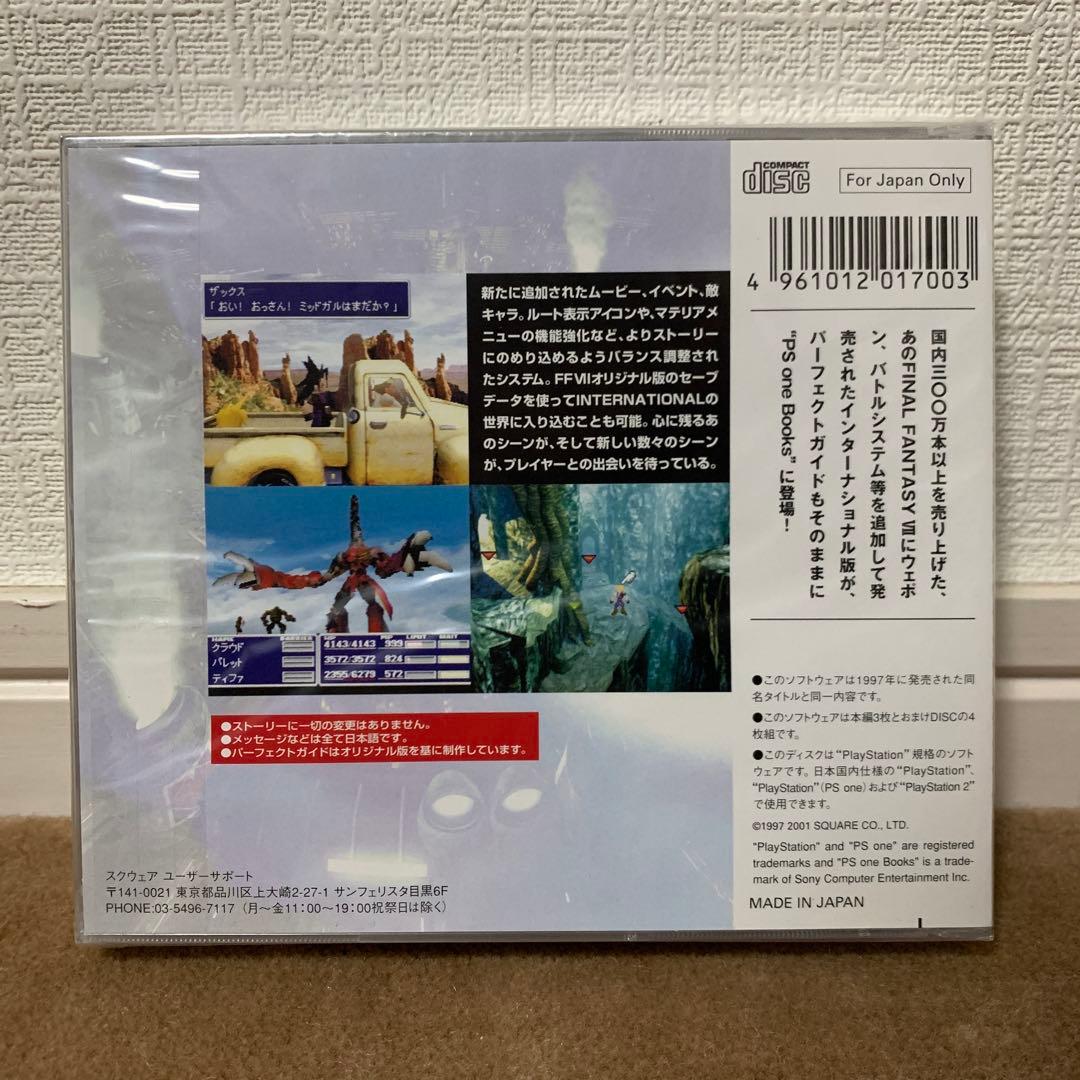 COMPACT
disc
For Japan Only
4 961012 017003
ザックス
「おい! おっさん! ミッドガルはまだか?」
新たに追加されたムービー、イベント、敵
キャラ。ルート表示アイコンや、マテリアメ
ニューの機能強化など、よりストーリー
にのめり込めるようバランス調整され
たシステム。FFⅦオリジナル版のセーブ
データを使ってINTERNATIONALの
世界に入り込むことも可能。心に残るあ
のシーンが、そして新しい数々のシーン
が、プレイヤーとの出会いを待っている。
NAME BARRIER HP MP LIMIT WAIT
クラウド 4143/4143 999
バレット 3572/3572 824
ティファ 2355/6279 572
●ストーリーに一切の変更はありません。
●メッセージなどは全て日本語です。
●パーフェクトガイドはオリジナル版を基に制作しています。
国内三〇〇万本以上を売り上げた、
あのFINAL FANTASY Ⅶにウェポ
ン、バトルシステム等を追加して発
売されたインターナショナル版が、
パーフェクトガイドもそのままに
“PS one Books”に登場!
●このソフトウェアは1997年に発売された同
名タイトルと同一内容です。
●このソフトウェアは本編3枚とおまけDISCの4
枚組です。
●このディスクは“PlayStation”規格のソフト
ウェアです。日本国内仕様の“PlayStation”、
“PlayStation”(PS one)および“PlayStation 2”
で使用できます。
©1997 2001 SQUARE CO., LTD.
"PlayStation" and "PS one" are registered
trademarks and "PS one Books" is a trade-
mark of Sony Computer Entertainment Inc.
MADE IN JAPAN
スクウェア ユーザーサポート
〒141-0021 東京都品川区上大崎2-27-1 サンフェリスタ目黒6F
PHONE:03-5496-7117(月〜金11:00〜19:00祝祭日は除く)